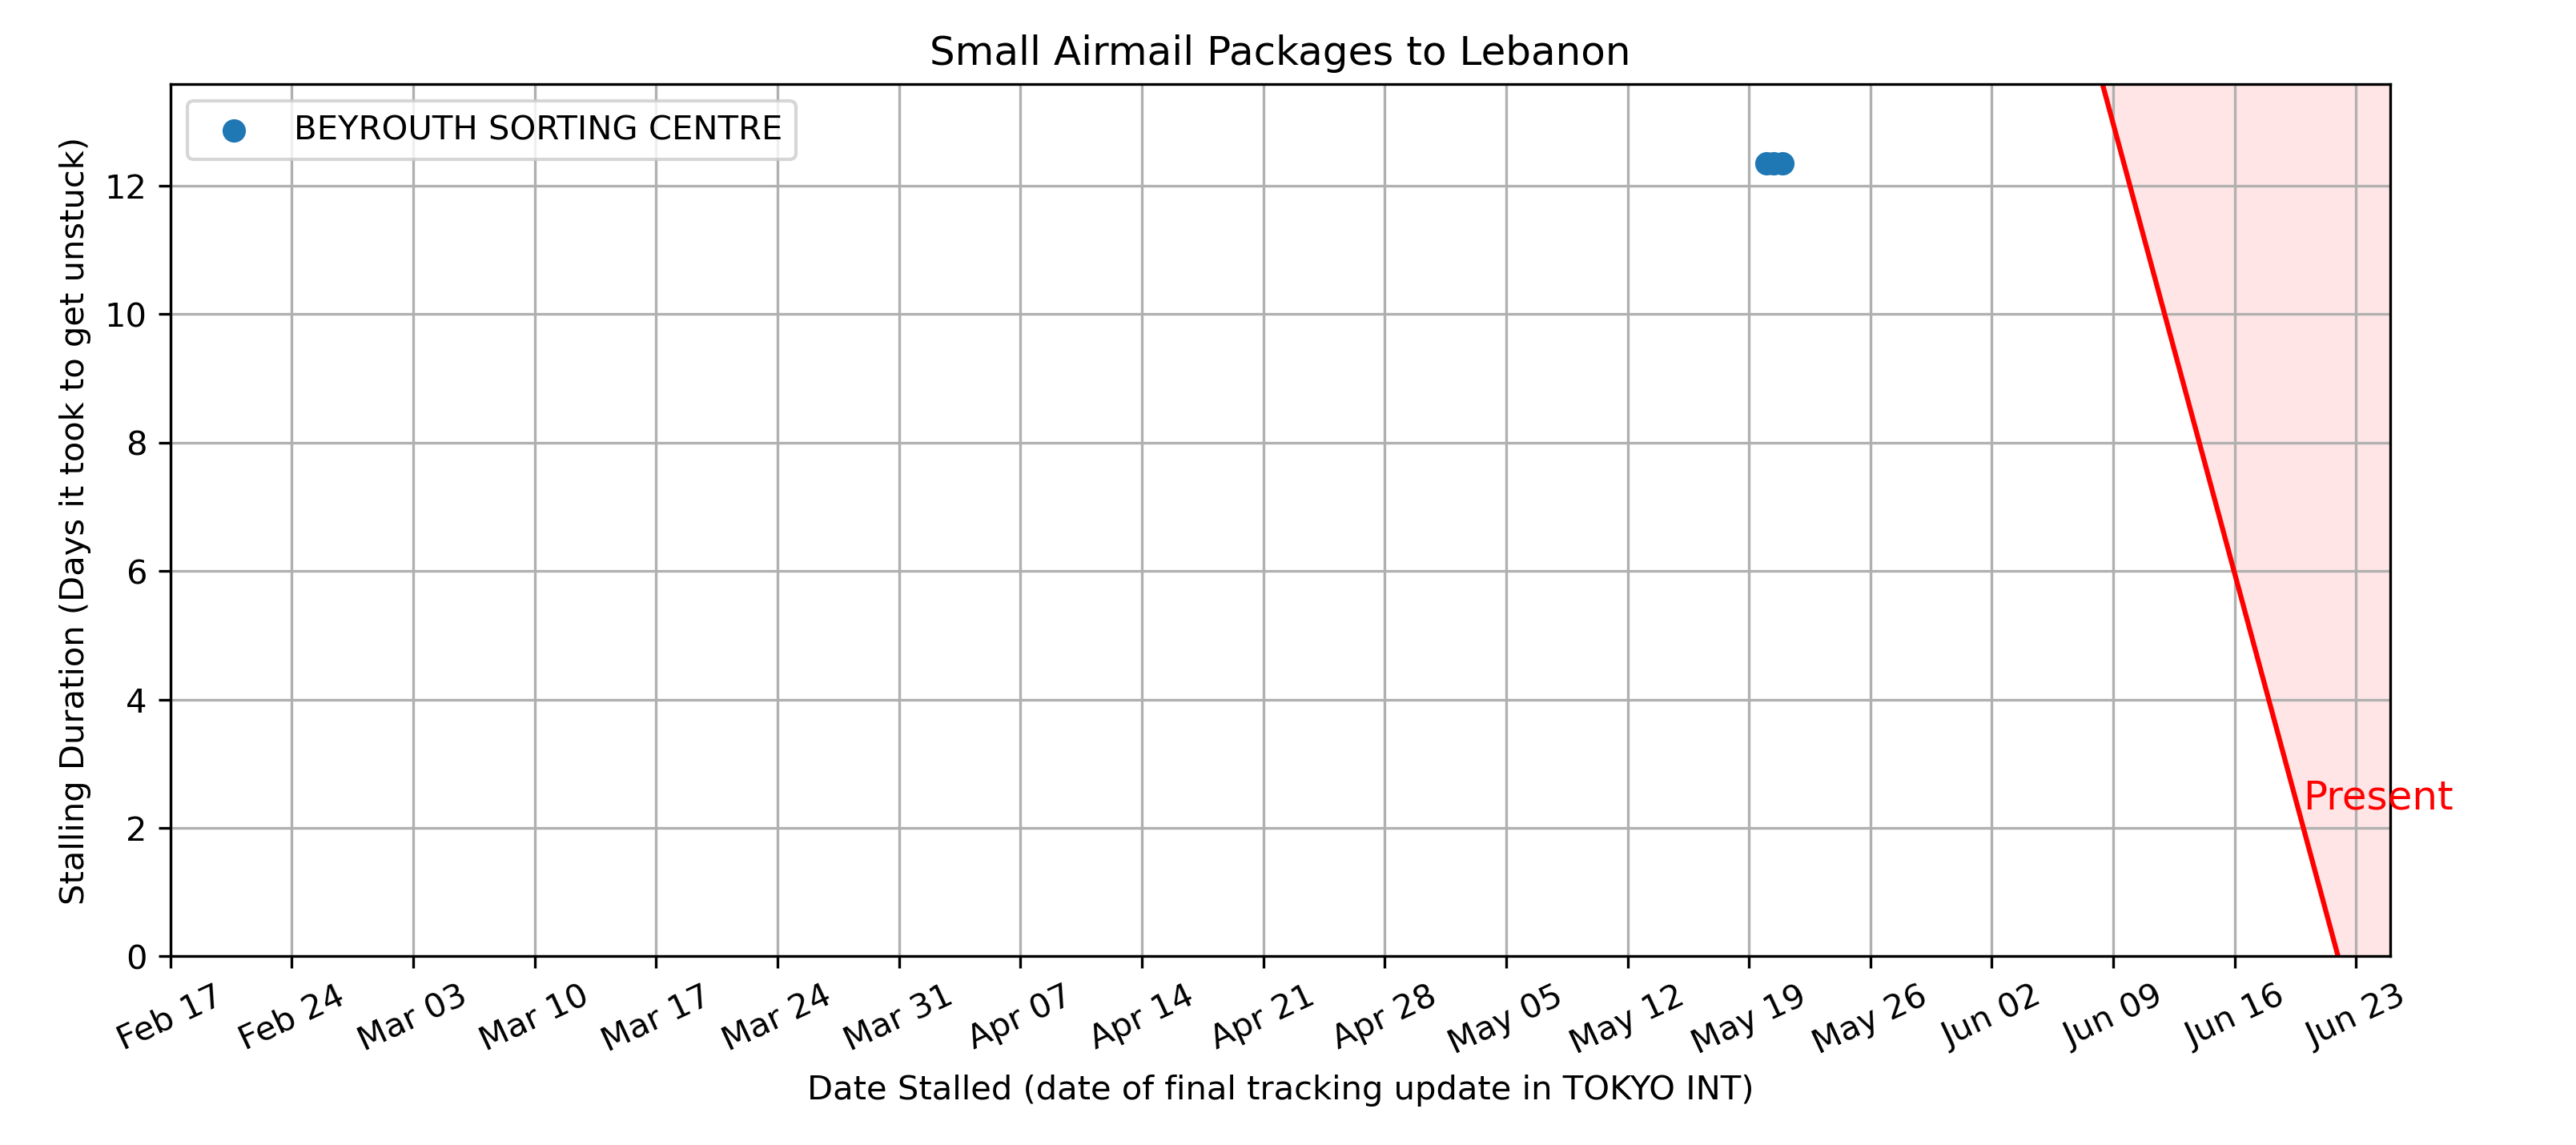 Small Airmail Packages to Lebanon
BEYROUTH SORTING CENTRE
Stalling Duration (Days it took to get unstuck)
12
10
8
6
4
2
0
Present
Feb 17
Feb 24
Mar 03
Mar 10
Mar 17
Mar 24
Mar 31
Apr 07
Apr 14
Apr 21
Apr 28
May 05
May 12
May 19
May 26
Jun 02
Jun 09
Jun 16
Jun 23
Date Stalled (date of final tracking update in TOKYO INT)